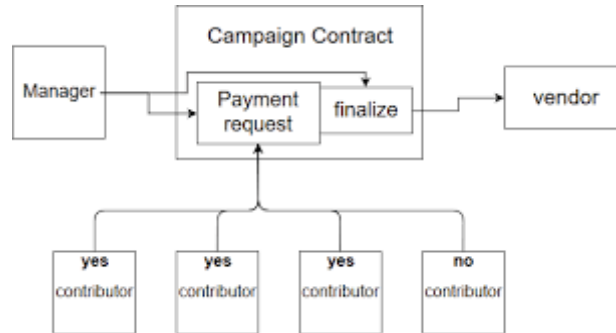 Campaign Contract
Manager
Payment
request
finalize
vendor
yes
contributor
yes
contributor
yes
contributor
no
contributor